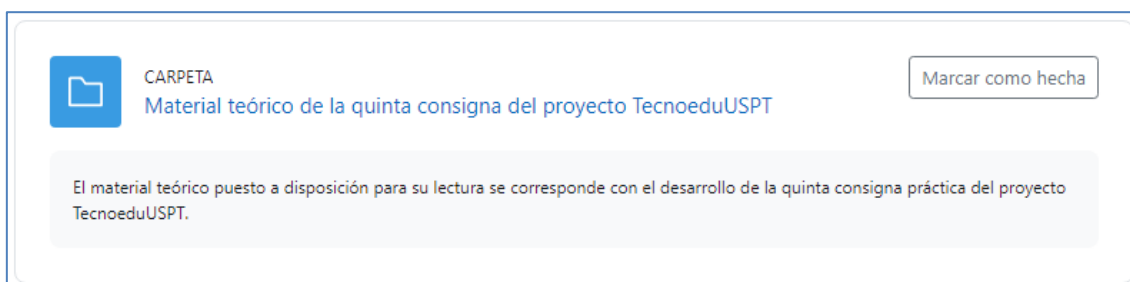 CARPETA
Marcar como hecha
Material teórico de la quinta consigna del proyecto TecnoeduUSPT
El material teórico puesto a disposición para su lectura se corresponde con el desarrollo de la quinta consigna práctica del proyecto
TecnoeduUSPT.